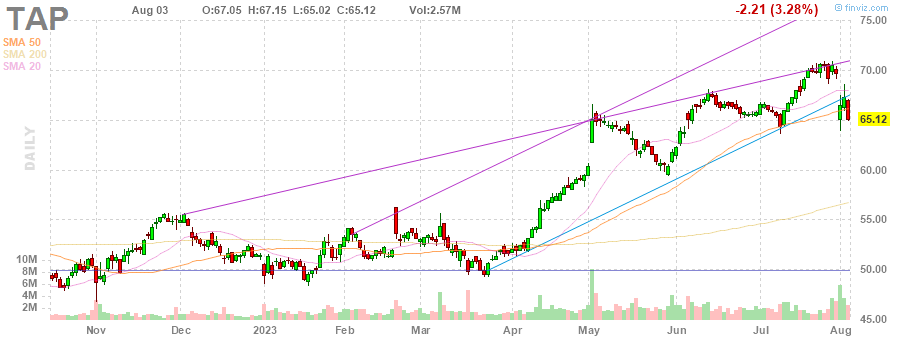 TAP Aug 03 O:67.05 H:67.15 L:65.02 C:65.12 Vol:2.57M -2.21 (3.28%) © finviz.com
SMA 50
SMA 200
SMA 20
DAILY
75.00
70.00
65.12
60.00
55.00
50.00
45.00
10M
8M
6M
4M
2M
Nov Dec 2023 Feb Mar Apr May Jun Jul Aug